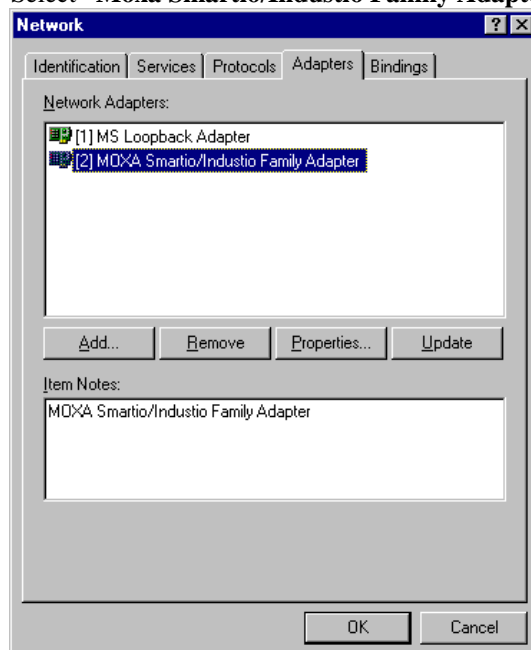 Select "Moxa Smartio/Industio Family Adapt
Network
Identification Services Protocols Adapters Bindings
Network Adapters:
[1] MS Loopback Adapter
[2] MOXA Smartio/Industio Family Adapter
Add... Remove Properties... Update
Item Notes:
MOXA Smartio/Industio Family Adapter
OK Cancel